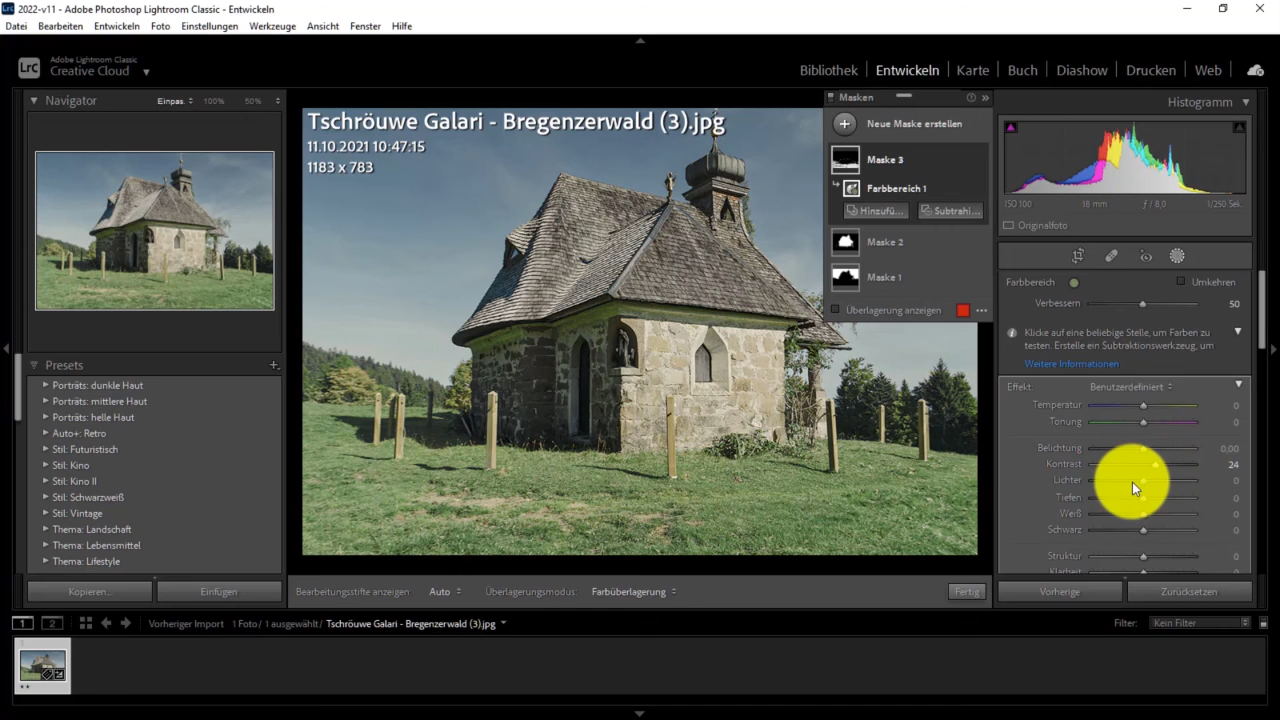 2022-v11 - Adobe Photoshop Lightroom Classic - Entwickeln
Datei Bearbeiten Entwickeln Foto Einstellungen Werkzeuge Ansicht Fenster Hilfe
LrC
Adobe Lightroom Classic
Creative Cloud
Bibliothek Entwickeln Karte Buch Diashow Drucken Web
Navigator Einpas. 100% 50%
Presets
Porträts: dunkle Haut
Porträts: mittlere Haut
Porträts: helle Haut
Auto+: Retro
Stil: Futuristisch
Stil: Kino
Stil: Kino II
Stil: Schwarzweiß
Stil: Vintage
Thema: Landschaft
Thema: Lebensmittel
Thema: Lifestyle
Kopieren... Einfügen
Tschröuwe Galari - Bregenzerwald (3).jpg
11.10.2021 10:47:15
1183 x 783
Masken
Neue Maske erstellen
Maske 3
Farbbereich 1
Hinzufü... Subtrahi...
Maske 2
Maske 1
Überlagerung anzeigen
Histogramm
ISO 100 18 mm ƒ / 8,0 1/250 Sek.
Originalfoto
Farbbereich Umkehren
Verbessern 50
Klicke auf eine beliebige Stelle, um Farben zu
testen. Erstelle ein Subtraktionswerkzeug, um
Weitere Informationen
Effekt: Benutzerdefiniert
Temperatur 0
Tonung 0
Belichtung 0,00
Kontrast 24
Lichter 0
Tiefen 0
Weiß 0
Schwarz 0
Struktur 0
Klarheit 0
Bearbeitungsstifte anzeigen Auto Überlagerungsmodus: Farbüberlagerung Fertig
Vorherige Zurücksetzen
1 2 Vorheriger Import 1 Foto/ 1 ausgewählt/ Tschröuwe Galari - Bregenzerwald (3).jpg Filter: Kein Filter